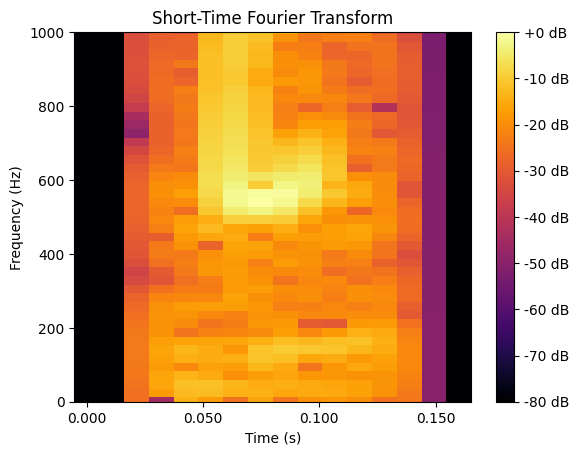 Short-Time Fourier Transform
1000
800
600
400
200
0
Frequency (Hz)
0.000
0.050
0.100
0.150
Time (s)
+0 dB
-10 dB
-20 dB
-30 dB
-40 dB
-50 dB
-60 dB
-70 dB
-80 dB